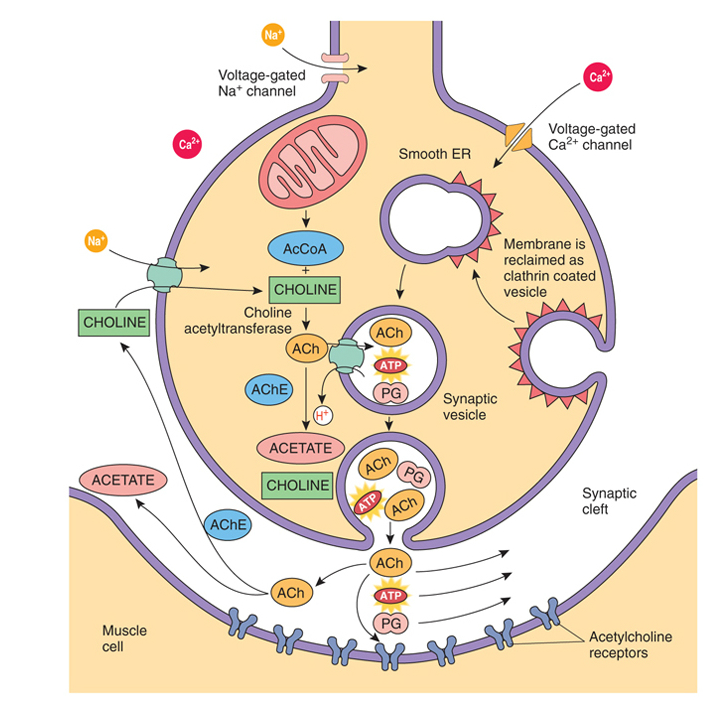 Na⁺
Voltage-gated
Na⁺ channel
Ca²⁺
Ca²⁺
Voltage-gated
Ca²⁺ channel
Smooth ER
Na⁺
AcCoA
+
CHOLINE
Membrane is
reclaimed as
clathrin coated
vesicle
CHOLINE
Choline
acetyltransferase
ACh
ACh
ATP
PG
AChE
H⁺
Synaptic
vesicle
ACETATE
CHOLINE
ACh
PG
ATP
ACh
ACETATE
AChE
Synaptic
cleft
ACh
ACh
ATP
PG
Muscle
cell
Acetylcholine
receptors